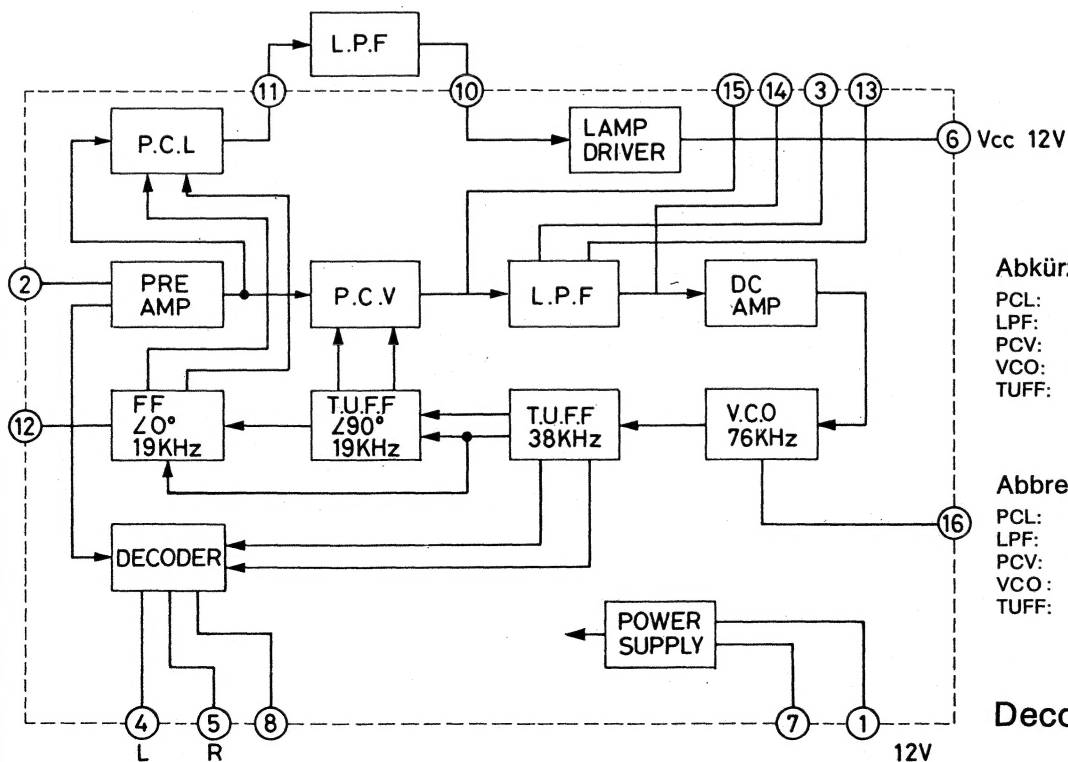 L.P.F
11
10
15
14
3
13
P.C.L
LAMP
DRIVER
6
Vcc 12V
2
PRE
AMP
P.C.V
L.P.F
DC
AMP
Abkürz
PCL:
LPF:
PCV:
VCO:
TUFF:
12
FF
∠0°
19KHz
T.U.F.F
∠90°
19KHz
T.U.F.F
38KHz
V.C.O
76KHz
Abbre
PCL:
LPF:
PCV:
VCO:
TUFF:
16
DECODER
POWER
SUPPLY
4
5
8
7
1
L
R
12V
Deco